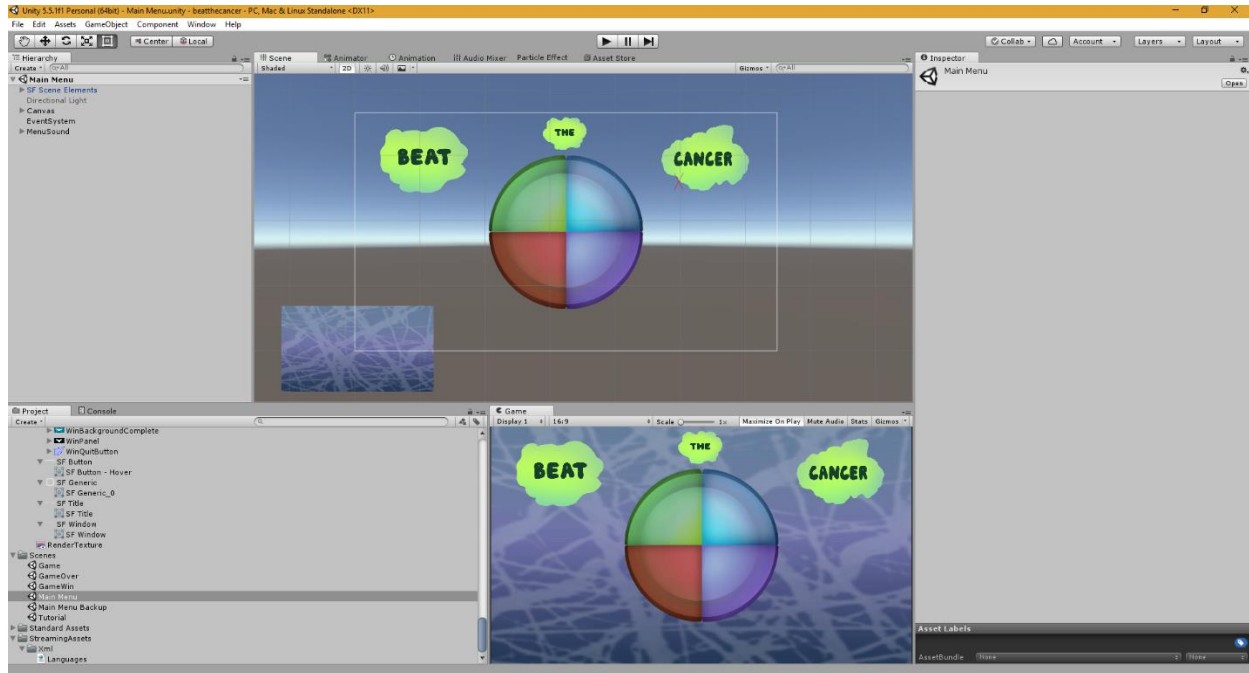 Unity 5.5.1f1 Personal (64bit) - Main Menu.unity - beatthecancer - PC, Mac & Linux Standalone <DX11>
File Edit Assets GameObject Component Window Help
Center Local Collab Account Layers Layout
Hierarchy
Create All
Main Menu
SF Scene Elements
Directional Light
Canvas
EventSystem
MenuSound
Scene Animator Animation Audio Mixer Particle Effect Asset Store
Shaded 2D Gizmos All
BEAT
THE
CANCER
Inspector
Main Menu
Open
Project Console
Create
WinBackgroundComplete
WinPanel
WinQuitButton
SF Button
SF Button - Hover
SF Generic
SF Generic_0
SF Title
SF Title
SF Window
SF Window
RenderTexture
Scenes
Game
GameOver
GameWin
Main Menu
Main Menu Backup
Tutorial
Standard Assets
StreamingAssets
Xml
Languages
Game
Display 1 16:9 Scale 1x Maximize On Play Mute Audio Stats Gizmos
BEAT
THE
CANCER
Asset Labels
AssetBundle None None